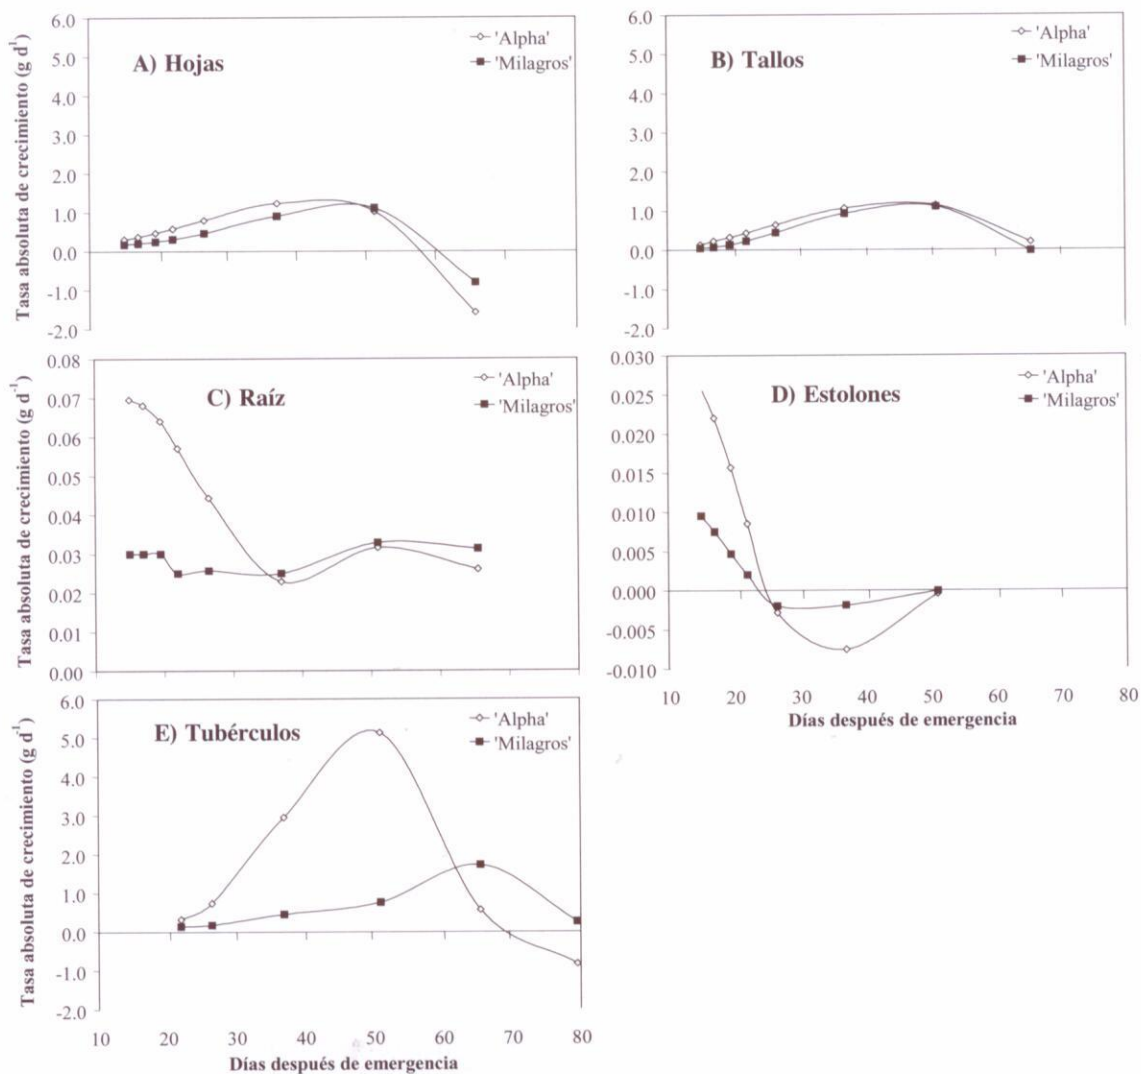 6.0
5.0
4.0
3.0
2.0
1.0
0.0
-1.0
-2.0
Tasa absoluta de crecimiento (g d⁻¹)
A) Hojas
'Alpha'
'Milagros'
6.0
5.0
4.0
3.0
2.0
1.0
0.0
-1.0
-2.0
B) Tallos
'Alpha'
'Milagros'
0.08
0.07
0.06
0.05
0.04
0.03
0.02
0.01
0.00
Tasa absoluta de crecimiento (g d⁻¹)
C) Raíz
'Alpha'
'Milagros'
0.030
0.025
0.020
0.015
0.010
0.005
0.000
-0.005
-0.010
D) Estolones
'Alpha'
'Milagros'
10 20 30 40 50 60 70 80
Días después de emergencia
6.0
5.0
4.0
3.0
2.0
1.0
0.0
-1.0
-2.0
Tasa absoluta de crecimiento (g d⁻¹)
E) Tubérculos
'Alpha'
'Milagros'
10 20 30 40 50 60 70 80
Días después de emergencia